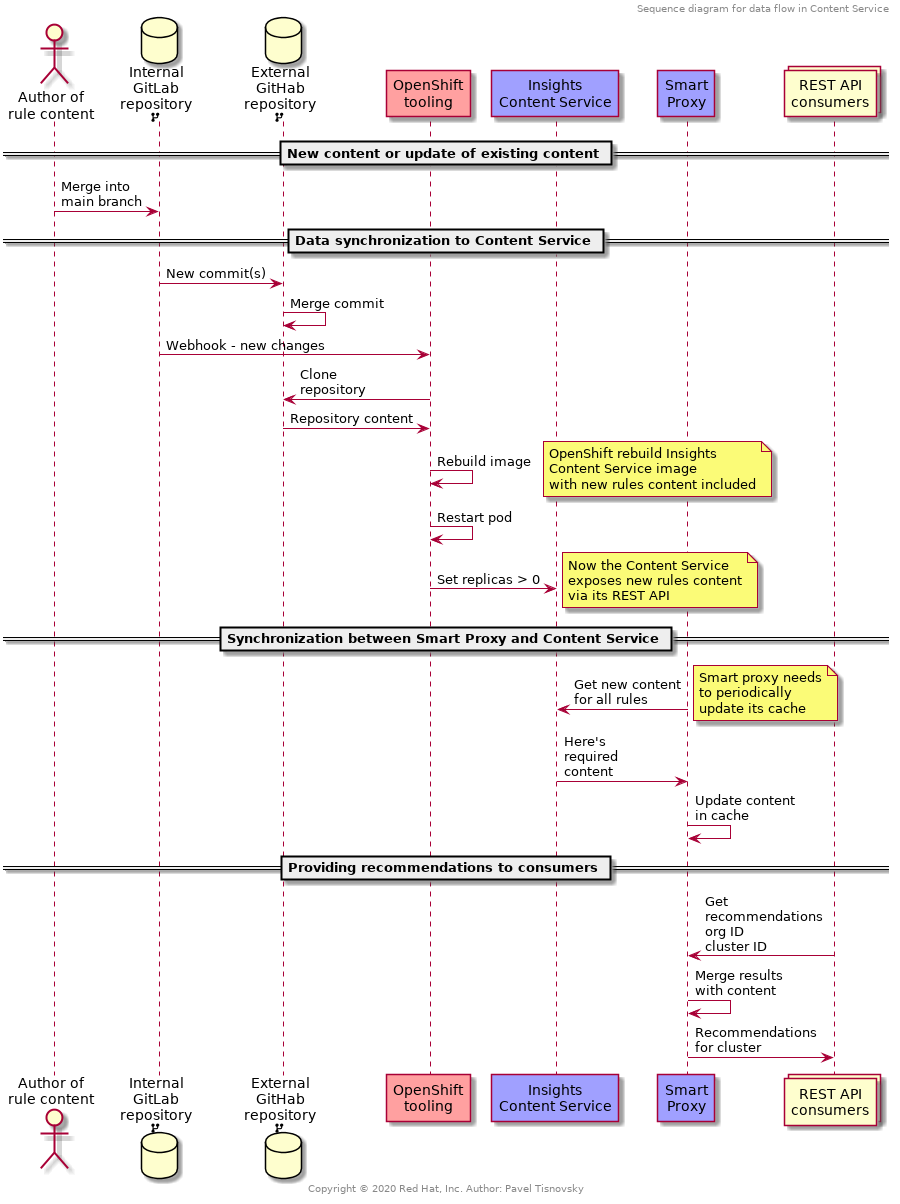 Sequence diagram for data flow in Content Service
Author of
rule content
Internal
GitLab
repository
External
GitHab
repository
OpenShift
tooling
Insights
Content Service
Smart
Proxy
REST API
consumers
New content or update of existing content
Merge into
main branch
Data synchronization to Content Service
New commit(s)
Merge commit
Webhook - new changes
Clone
repository
Repository content
Rebuild image
OpenShift rebuild Insights
Content Service image
with new rules content included
Restart pod
Set replicas > 0
Now the Content Service
exposes new rules content
via its REST API
Synchronization between Smart Proxy and Content Service
Get new content
for all rules
Smart proxy needs
to periodically
update its cache
Here's
required
content
Update content
in cache
Providing recommendations to consumers
Get
recommendations
org ID
cluster ID
Merge results
with content
Recommendations
for cluster
Author of
rule content
Internal
GitLab
repository
External
GitHab
repository
OpenShift
tooling
Insights
Content Service
Smart
Proxy
REST API
consumers
Copyright © 2020 Red Hat, Inc. Author: Pavel Tisnovsky